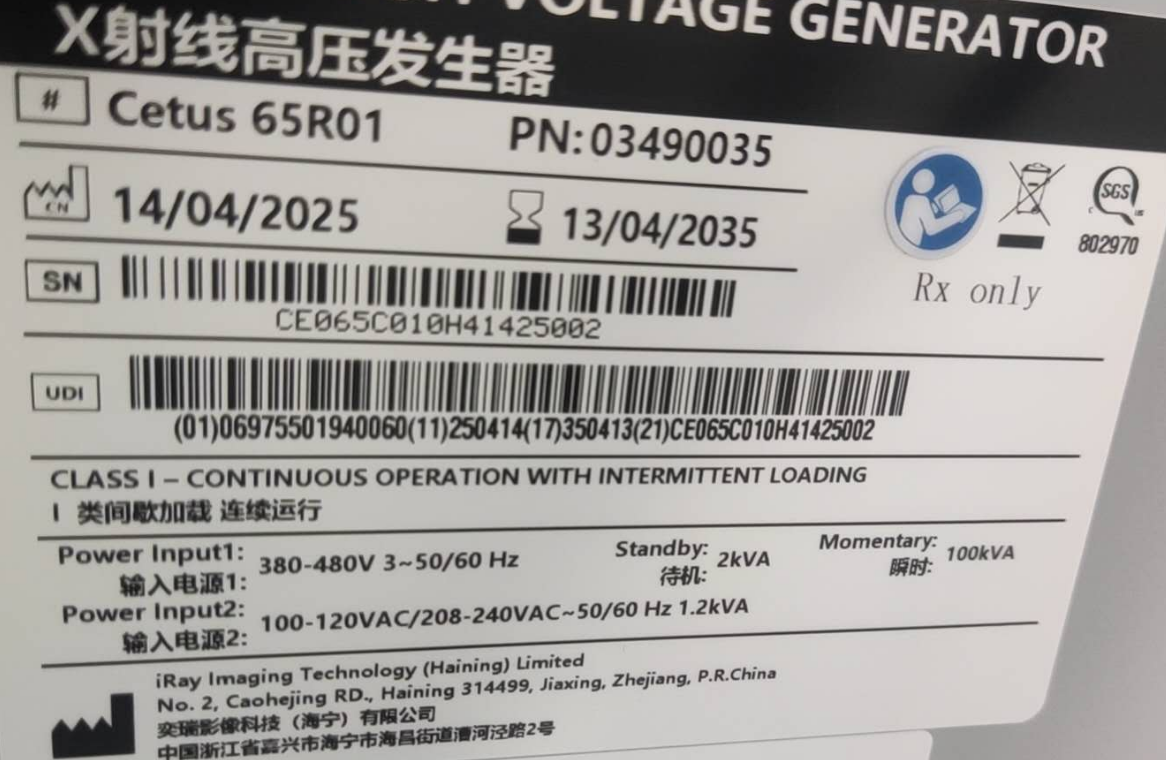 VOLTAGE GENERATOR
X射线高压发生器
# Cetus 65R01 PN:03490035
CN 14/04/2025 13/04/2035
SGS
802970
Rx only
SN
CE065C010H41425002
UDI
(01)06975501940060(11)250414(17)350413(21)CE065C010H41425002
CLASS I – CONTINUOUS OPERATION WITH INTERMITTENT LOADING
I 类间歇加载 连续运行
Power Input1: 380-480V 3~50/60 Hz Standby: 2kVA Momentary: 100kVA
输入电源1: 待机: 瞬时:
Power Input2: 100-120VAC/208-240VAC~50/60 Hz 1.2kVA
输入电源2:
iRay Imaging Technology (Haining) Limited
No. 2, Caohejing RD., Haining 314499, Jiaxing, Zhejiang, P.R.China
奕瑞影像科技（海宁）有限公司
中国浙江省嘉兴市海宁市海昌街道漕河泾路2号